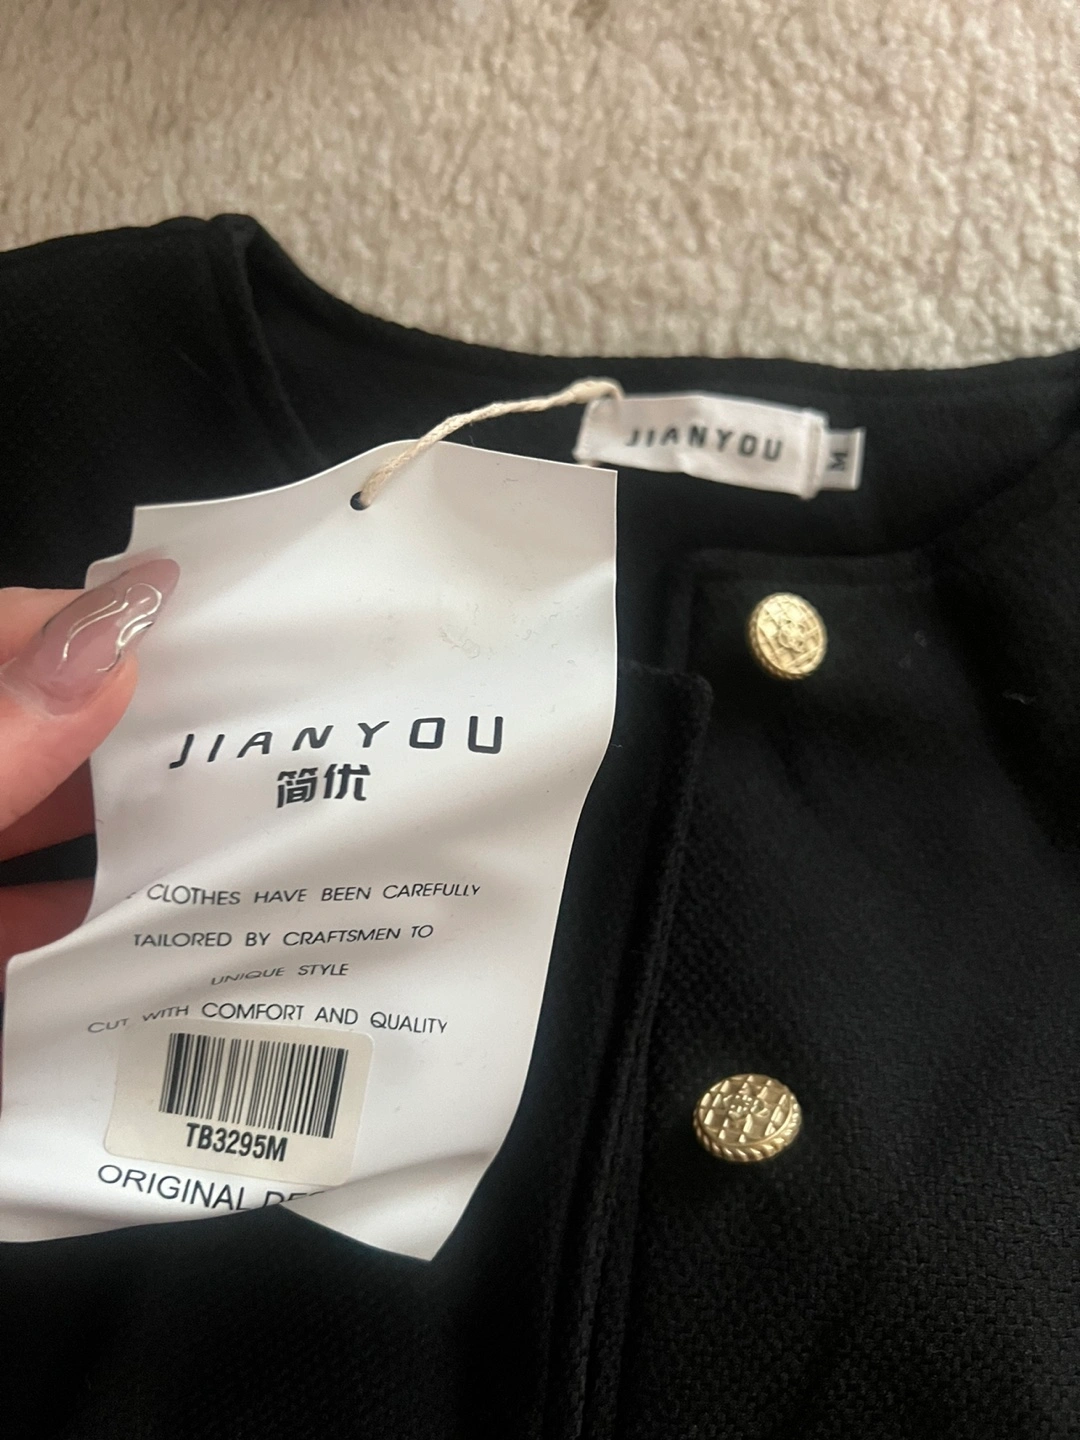 JIANYOU
M
JIANYOU
简优
CLOTHES HAVE BEEN CAREFULLY
TAILORED BY CRAFTSMEN TO
UNIQUE STYLE
CUT WITH COMFORT AND QUALITY
TB3295M
ORIGINAL